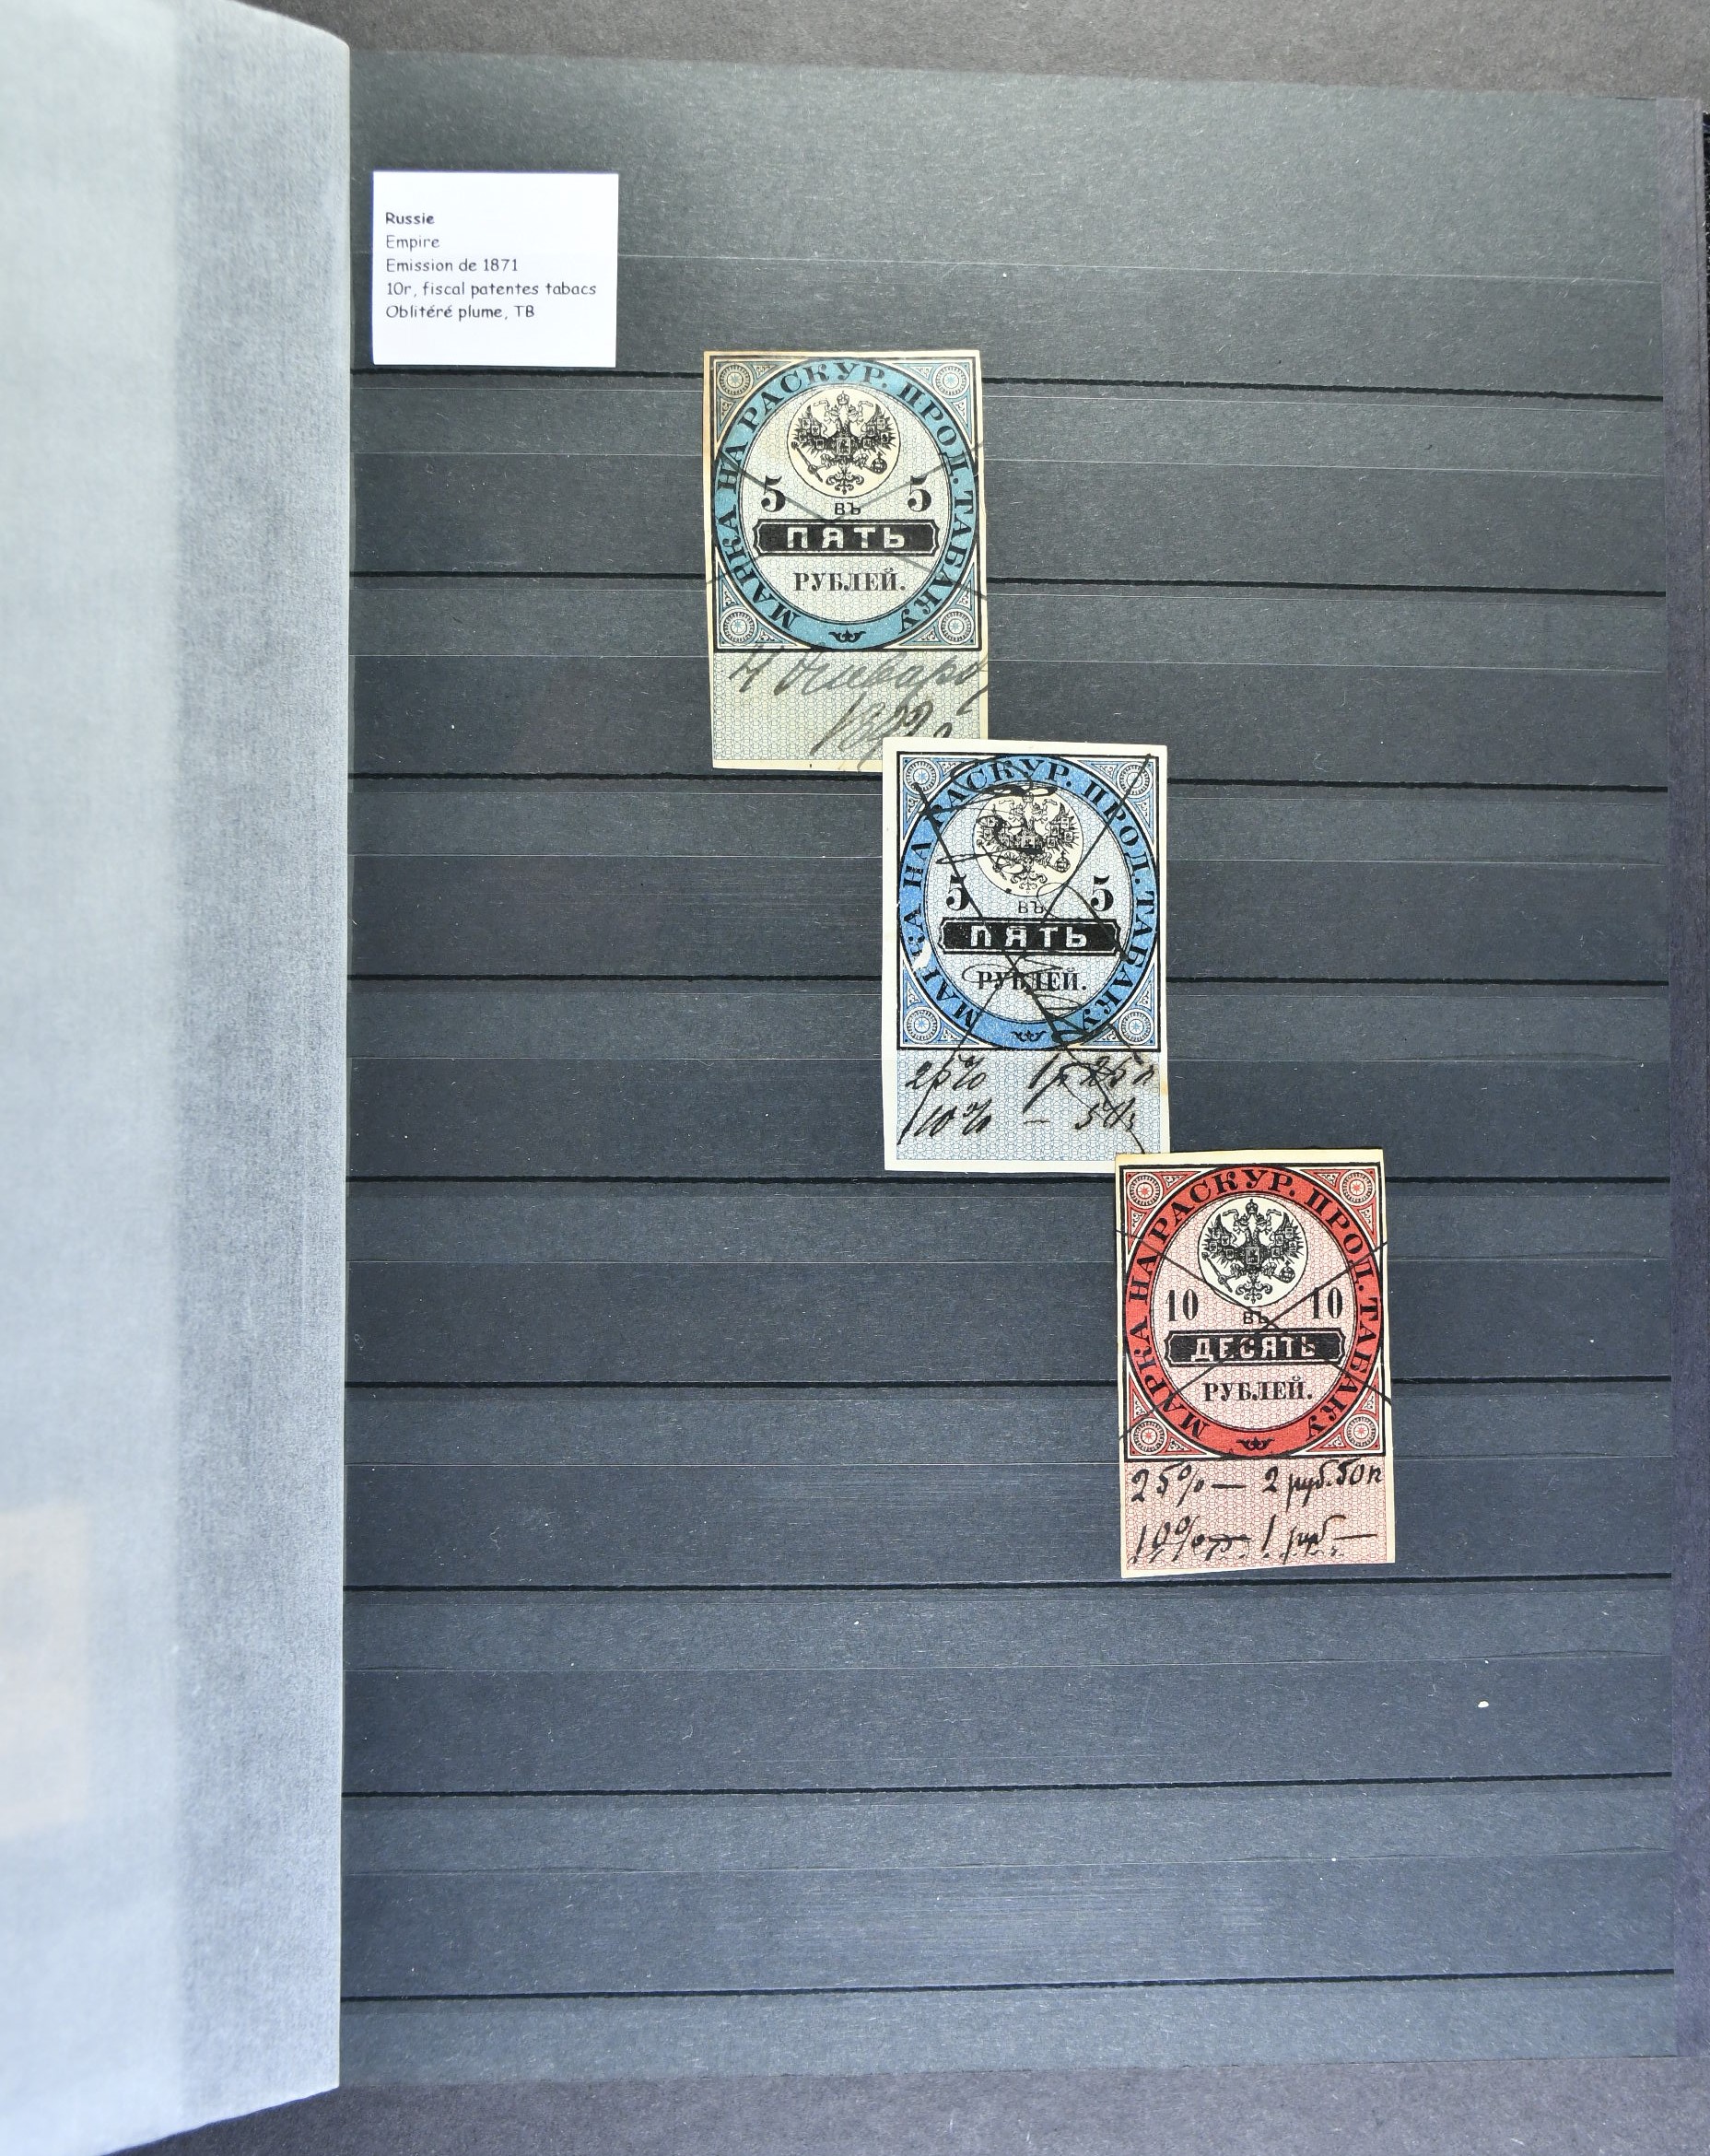 Russie
Empire
Emission de 1871
10r, fiscal patentes tabacs
Oblitéré plume, TB
МАРКА НА РАСКУР. ПРОД. ТАБАКУ
5 5
ВЪ
ПЯТЬ
РУБЛЕЙ.
МАРКА НА РАСКУР. ПРОД. ТАБАКУ
5 5
ВЪ
ПЯТЬ
РУБЛЕЙ.
25%
10% —
МАРКА НА РАСКУР. ПРОД. ТАБАКУ
10 10
ВЪ
ДЕСЯТЬ
РУБЛЕЙ.
25% — 2 руб. 50 к
10% — 1 руб —